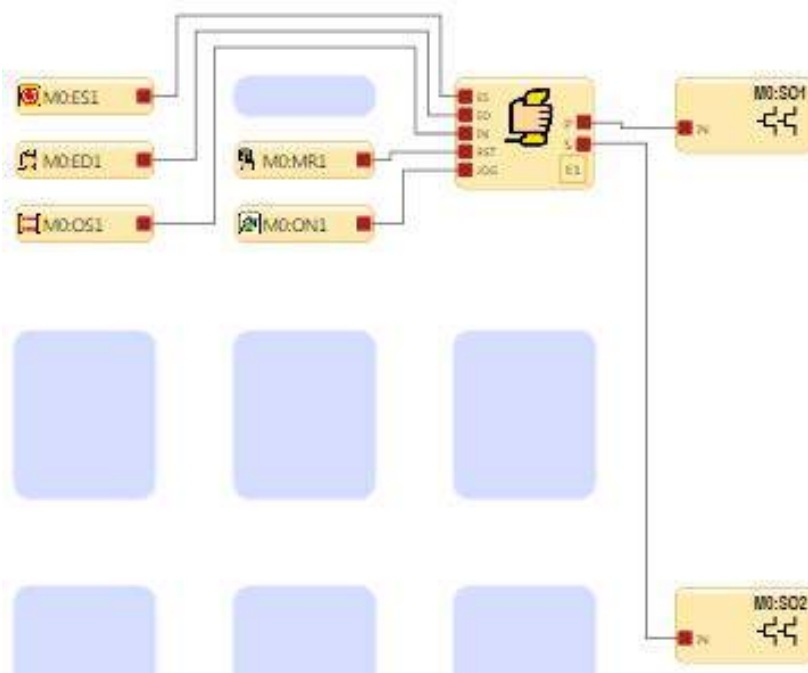 M0:ES1
M0:ED1
M0:OS1
M0:MR1
M0:ON1
ES
ED
IN
RST
JOG
P
S
E1
M0:SO1
IN
M0:SO2
IN